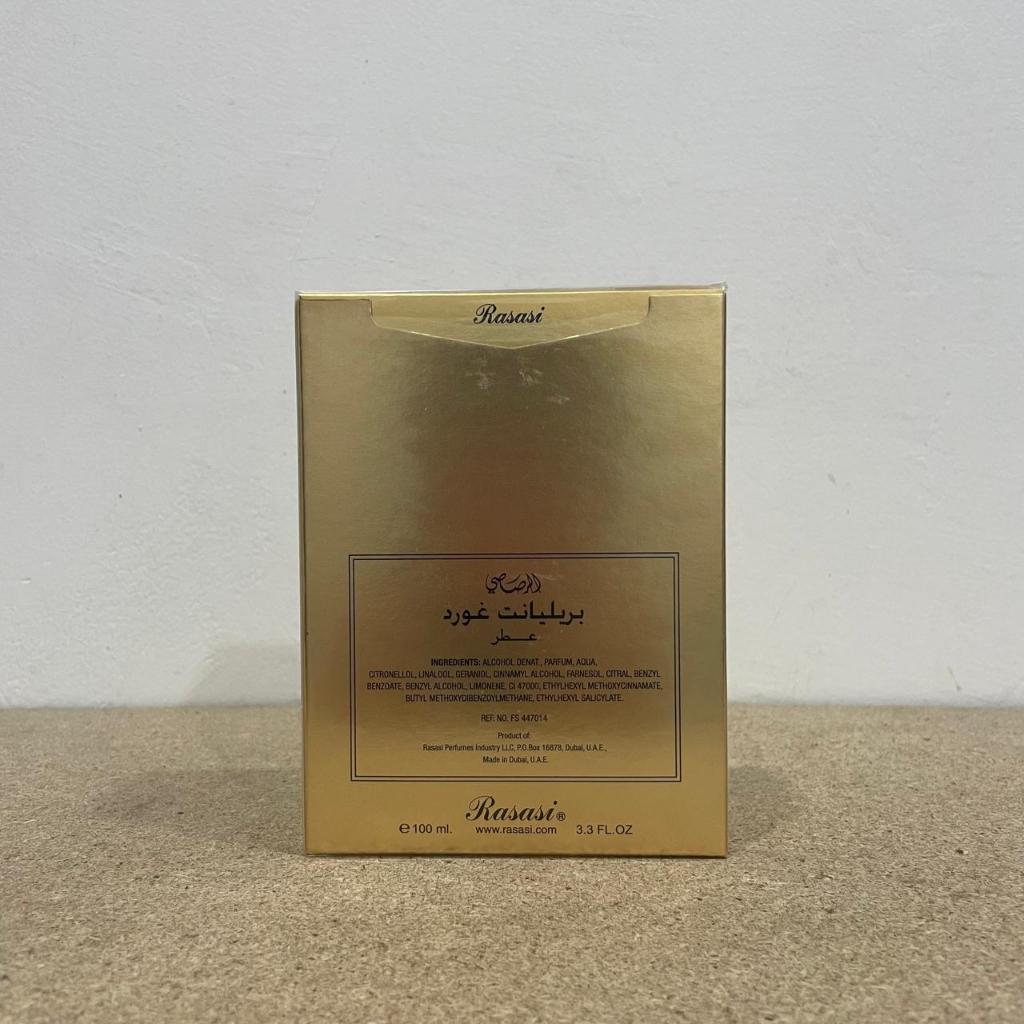 Rasasi
الرصاصي
بريليانت غورد
عطر
INGREDIENTS: ALCOHOL DENAT., PARFUM, AQUA,
CITRONELLOL, LINALOOL, GERANIOL, CINNAMYL ALCOHOL, FARNESOL, CITRAL, BENZYL
BENZOATE, BENZYL ALCOHOL, LIMONENE, CI 47000, ETHYLHEXYL METHOXYCINNAMATE,
BUTYL METHOXYDIBENZOYLMETHANE, ETHYLHEXYL SALICYLATE.
REF. NO. FS 447014
Product of:
Rasasi Perfumes Industry LLC, P.O.Box 16878, Dubai, U.A.E.,
Made in Dubai, U.A.E.
Rasasi®
℮100 ml. www.rasasi.com 3.3 FL.OZ